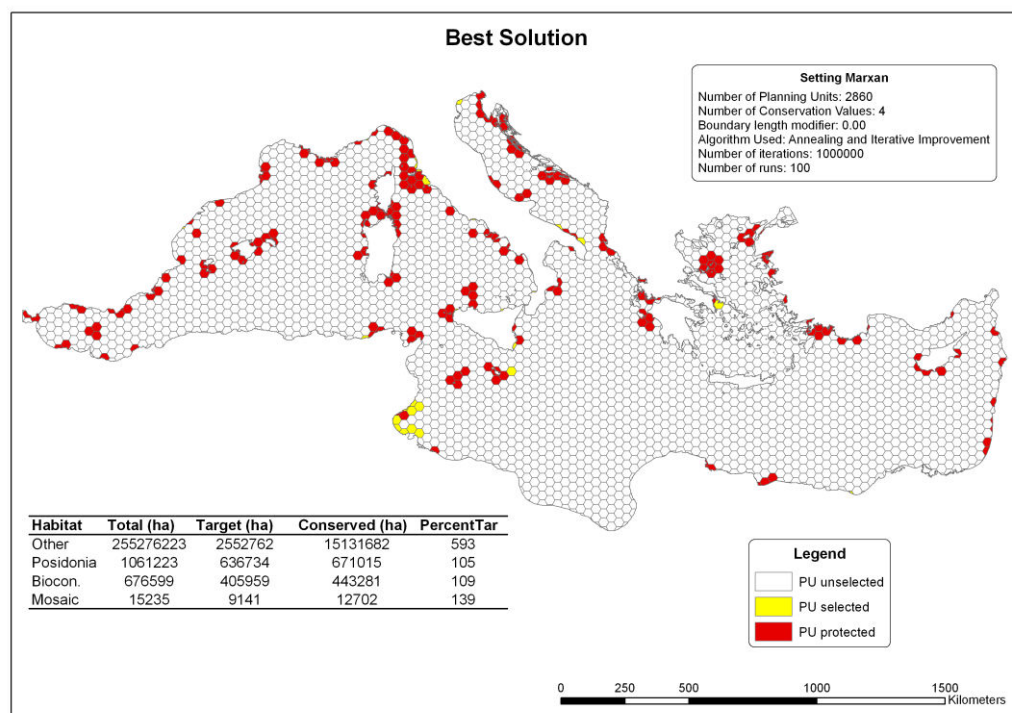 Best Solution
Setting Marxan
Number of Planning Units: 2860
Number of Conservation Values: 4
Boundary length modifier: 0.00
Algorithm Used: Annealing and Iterative Improvement
Number of iterations: 1000000
Number of runs: 100
Habitat Total (ha) Target (ha) Conserved (ha) PercentTar
Other 255276223 2552762 15131682 593
Posidonia 1061223 636734 671015 105
Biocon. 676599 405959 443281 109
Mosaic 15235 9141 12702 139
Legend
PU unselected
PU selected
PU protected
0 250 500 1000 1500
Kilometers